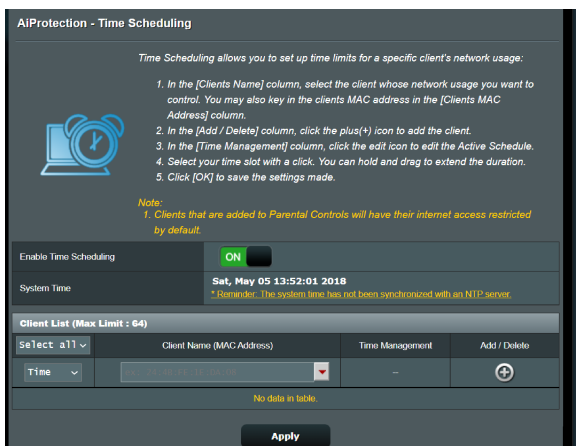 AiProtection - Time Scheduling
Time Scheduling allows you to set up time limits for a specific client's network usage:
1. In the [Clients Name] column, select the client whose network usage you want to
control. You may also key in the clients MAC address in the [Clients MAC
Address] column.
2. In the [Add / Delete] column, click the plus(+) icon to add the client.
3. In the [Time Management] column, click the edit icon to edit the Active Schedule.
4. Select your time slot with a click. You can hold and drag to extend the duration.
5. Click [OK] to save the settings made.
Note:
1. Clients that are added to Parental Controls will have their internet access restricted
by default.
Enable Time Scheduling ON
System Time Sat, May 05 13:52:01 2018
* Reminder: The system time has not been synchronized with an NTP server.
Client List (Max Limit : 64)
Select all Client Name (MAC Address) Time Management Add / Delete
Time –
No data in table.
Apply